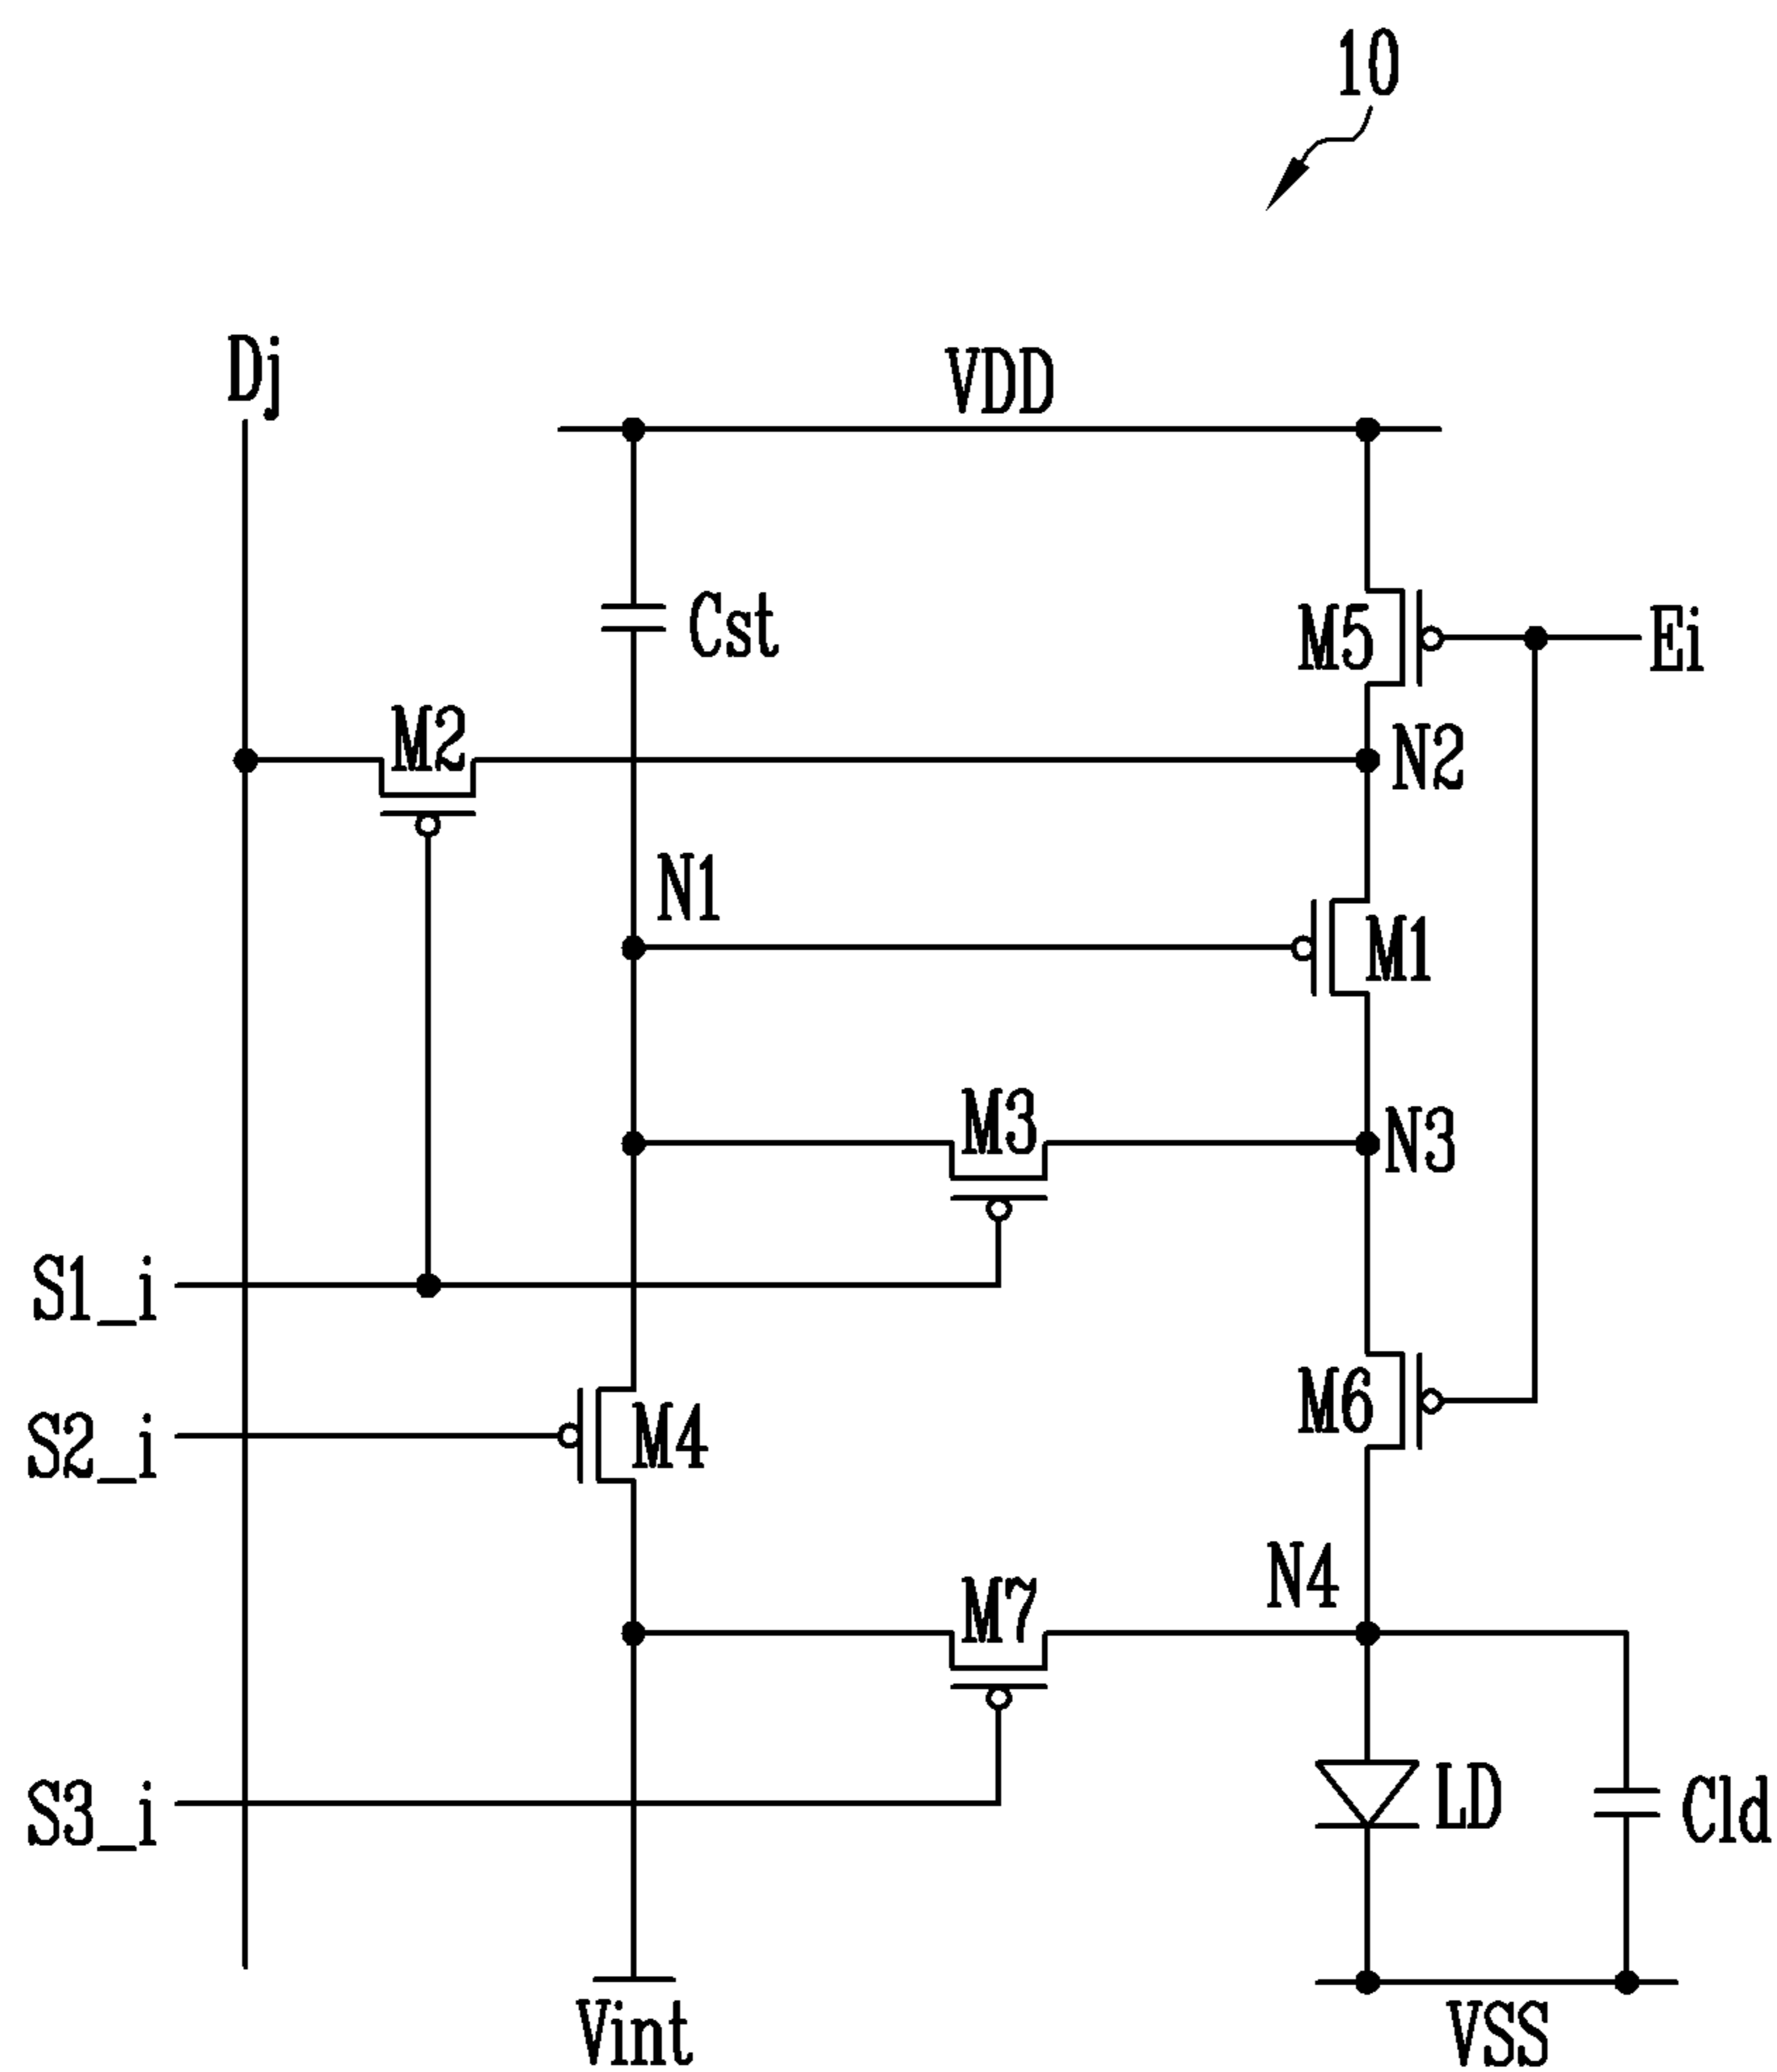 10
Dj
VDD
Cst
M5
Ei
M2
N2
N1
M1
M3
N3
S1_i
M6
S2_i
M4
N4
M7
S3_i
LD
Cld
Vint
VSS